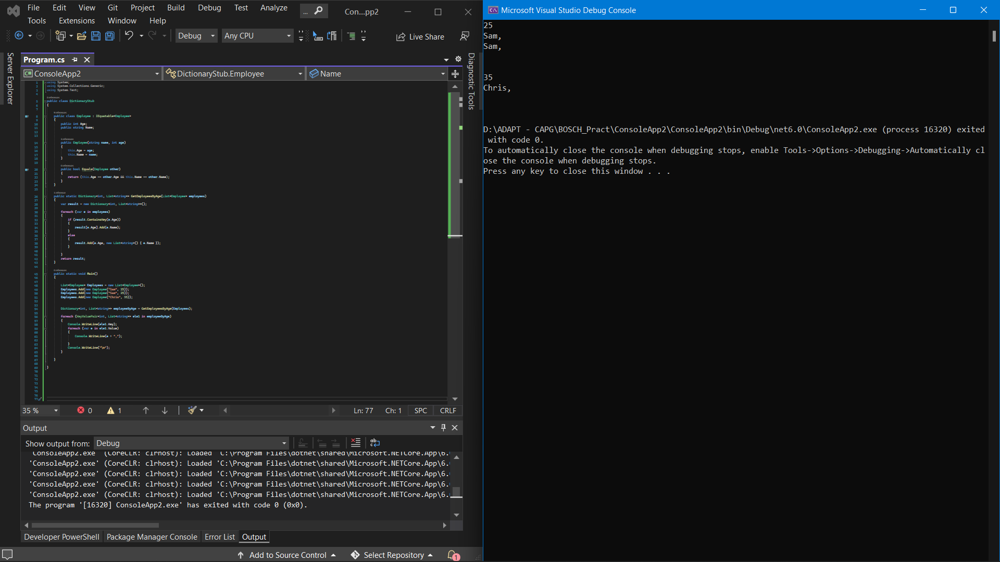 File Edit View Git Project Build Debug Test Analyze ... Con...pp2
Tools Extensions Window Help
Debug Any CPU Live Share
Server Explorer
Program.cs
ConsoleApp2 DictionaryStub.Employee Name
Diagnostic Tools
using System;
using System.Collections.Generic;
using System.Text;
0 references
public class DictionaryStub
{
9 references
public class Employee : IEquatable<Employee>
{
public int Age;
public string Name;
3 references
public Employee(string name, int age)
{
this.Age = age;
this.Name = name;
}
0 references
public bool Equals(Employee other)
{
return (this.Age == other.Age && this.Name == other.Name);
}
}
1 reference
public static Dictionary<int, List<string>> GetEmployeesByAge(List<Employee> employees)
{
var result = new Dictionary<int, List<string>>();
foreach (var e in employees)
{
if (result.ContainsKey(e.Age))
{
result[e.Age].Add(e.Name);
}
else
{
result.Add(e.Age, new List<string>() { e.Name });
}
}
return result;
}
0 references
public static void Main()
{
List<Employee> Employees = new List<Employee>();
Employees.Add(new Employee("Sam", 25));
Employees.Add(new Employee("Sam", 25));
Employees.Add(new Employee("Chris", 35));
Dictionary<int, List<string>> employeeByAge = GetEmployeesByAge(Employees);
foreach (KeyValuePair<int, List<string>> ele1 in employeeByAge)
{
Console.WriteLine(ele1.Key);
foreach (var e in ele1.Value)
{
Console.WriteLine(e + ",");
}
Console.WriteLine("\n");
}
}
}
35 % 0 1 Ln: 77 Ch: 1 SPC CRLF
Output
Show output from: Debug
'ConsoleApp2.exe' (CoreCLR: clrhost): Loaded 'C:\Program Files\dotnet\shared\Microsoft.NETCore.App\6.
'ConsoleApp2.exe' (CoreCLR: clrhost): Loaded 'C:\Program Files\dotnet\shared\Microsoft.NETCore.App\6.
'ConsoleApp2.exe' (CoreCLR: clrhost): Loaded 'C:\Program Files\dotnet\shared\Microsoft.NETCore.App\6.
'ConsoleApp2.exe' (CoreCLR: clrhost): Loaded 'C:\Program Files\dotnet\shared\Microsoft.NETCore.App\6.
'ConsoleApp2.exe' (CoreCLR: clrhost): Loaded 'C:\Program Files\dotnet\shared\Microsoft.NETCore.App\6.
The program '[16320] ConsoleApp2.exe' has exited with code 0 (0x0).
Developer PowerShell Package Manager Console Error List Output
Add to Source Control Select Repository 1
Microsoft Visual Studio Debug Console
25
Sam,
Sam,
35
Chris,
D:\ADAPT - CAPG\BOSCH_Pract\ConsoleApp2\ConsoleApp2\bin\Debug\net6.0\ConsoleApp2.exe (process 16320) exited
with code 0.
To automatically close the console when debugging stops, enable Tools->Options->Debugging->Automatically cl
ose the console when debugging stops.
Press any key to close this window . . .